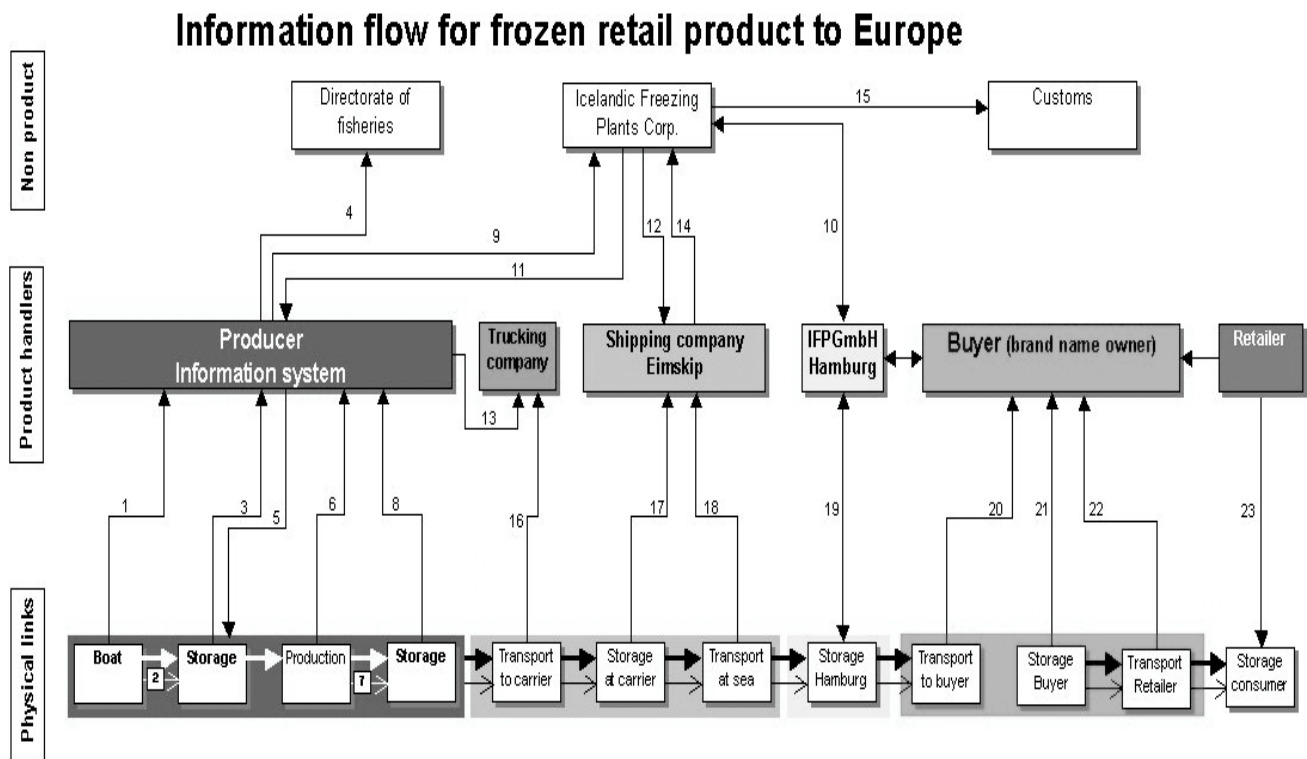 Information flow for frozen retail product to Europe
Non product
Directorate of
fisheries
Icelandic Freezing
Plants Corp.
15
Customs
4
9
12
14
10
11
Product handlers
Producer
Information system
Trucking
company
Shipping company
Eimskip
IFPGmbH
Hamburg
Buyer (brand name owner)
Retailer
13
1
3
5
6
8
16
17
18
19
20
21
22
23
Physical links
Boat
2
Storage
Production
7
Storage
Transport
to carrier
Storage
at carrier
Transport
at sea
Storage
Hamburg
Transport
to buyer
Storage
Buyer
Transport
Retailer
Storage
consumer